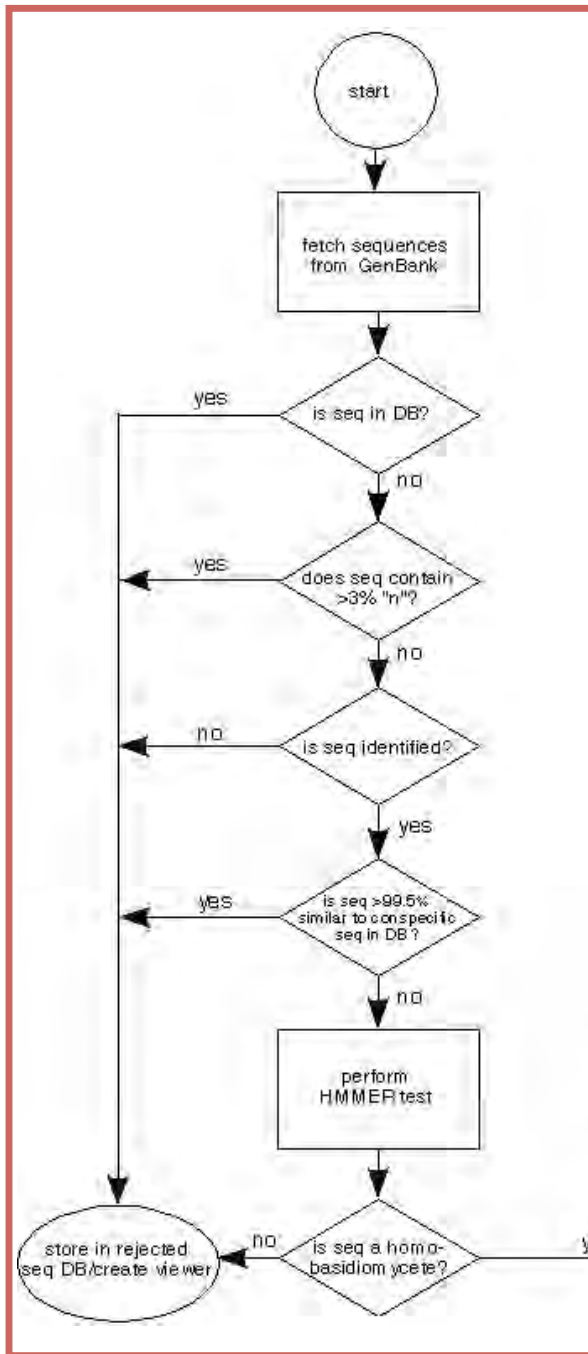 start
fetch sequences
from GenBank
yes
is seq in DB?
no
yes
does seq contain
>3% "n"?
no
no
is seq identified?
yes
yes
is seq >99.5%
similar to conspecific
seq in DB?
no
perform
HMMER test
store in rejected
seq DB/create viewer
no
is seq a homo-
basidiomycete?
y